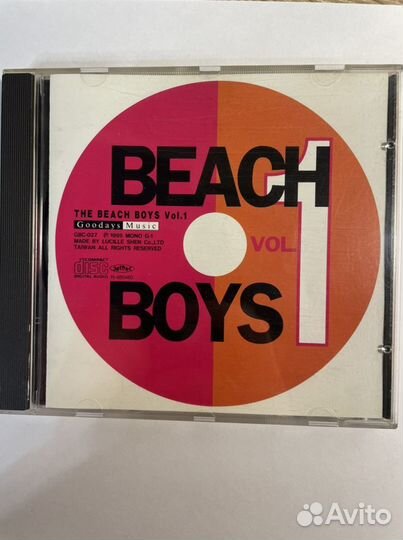 BEACH
THE BEACH BOYS Vol.1
Goodays Music
GBC-027 ℗ 1995 MONO G-1
MADE BY LUCILLE SHEN Co.,LTD
TAIWAN ALL RIGHTS RESERVED
VOL.
1
COMPACT
disc
DIGITAL AUDIO
BOYS
Avito